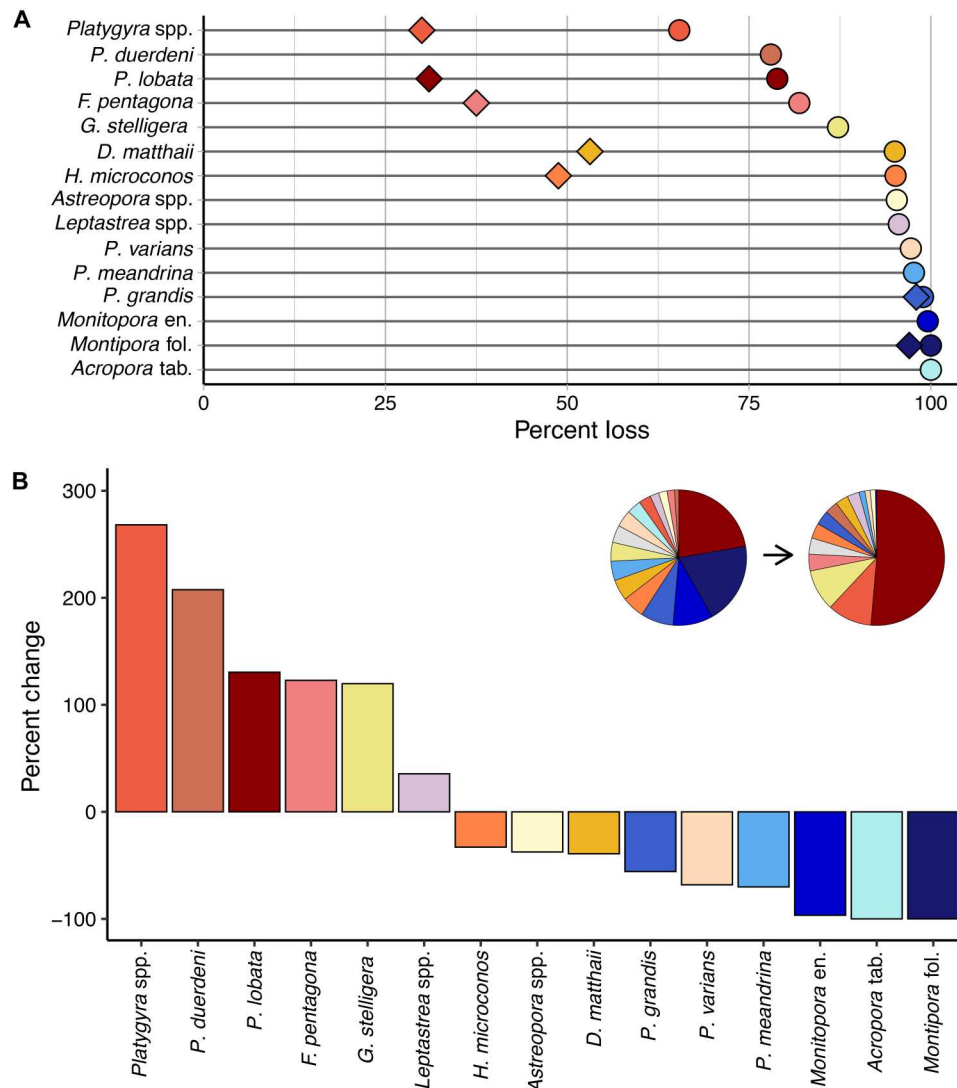 A
Platygyra spp.
P. duerdeni
P. lobata
F. pentagona
G. stelligera
D. matthaii
H. microconos
Astreopora spp.
Leptastrea spp.
P. varians
P. meandrina
P. grandis
Monitopora en.
Montipora fol.
Acropora tab.
0 25 50 75 100
Percent loss
B
300
200
100
0
−100
Percent change
Platygyra spp.
P. duerdeni
P. lobata
F. pentagona
G. stelligera
Leptastrea spp.
H. microconos
Astreopora spp.
D. matthaii
P. grandis
P. varians
P. meandrina
Monitopora en.
Acropora tab.
Montipora fol.